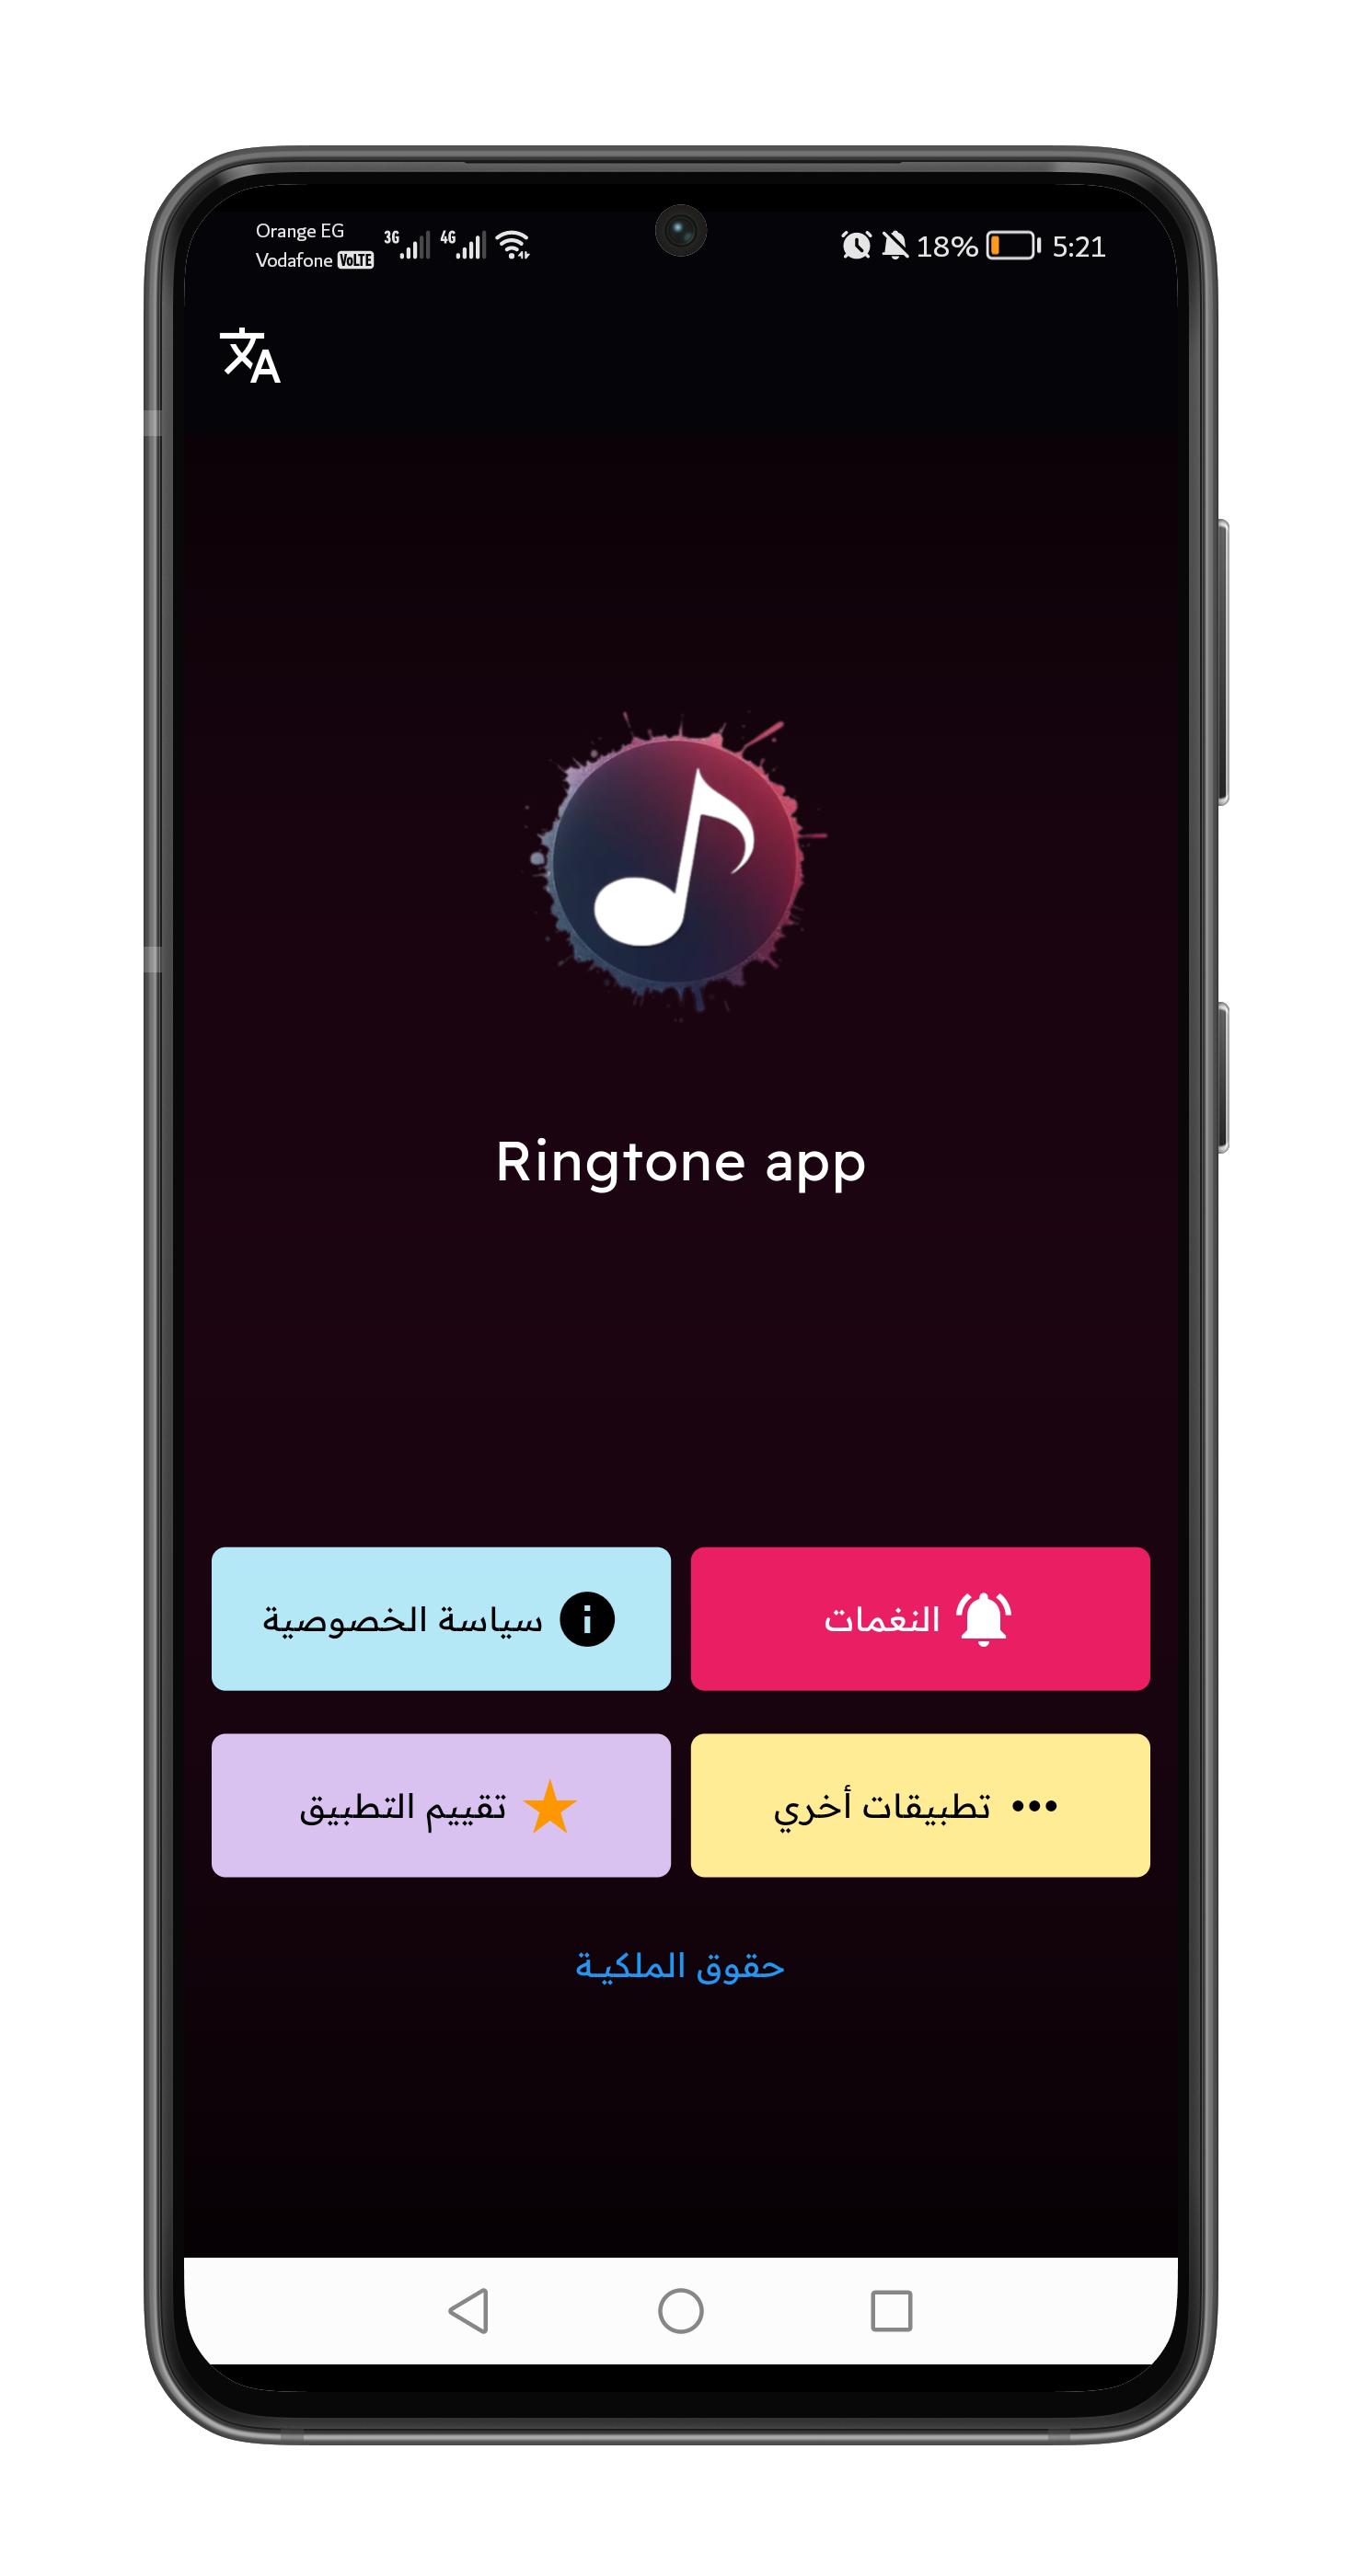 Orange EG
Vodafone VoLTE
3G 4G
18% 5:21
Ringtone app
النغمات
سياسة الخصوصية
تطبيقات أخري
تقييم التطبيق
حقوق الملكية